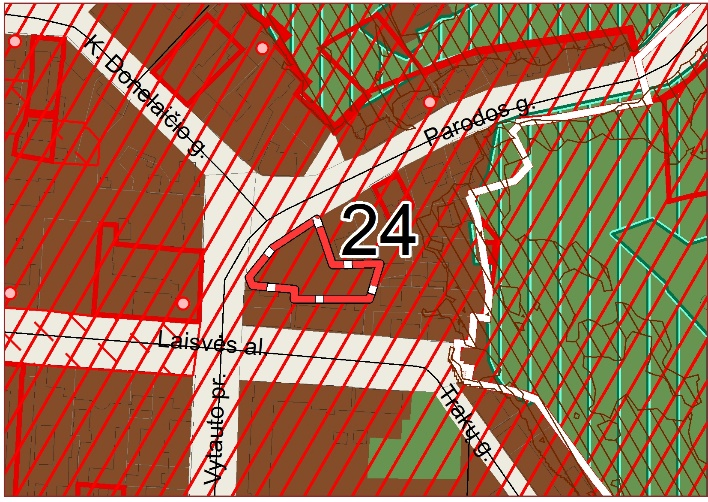 K. Donelaičio g.
Parodos g.
24
Laisvės al
Vytauto pr.
Trakų g.